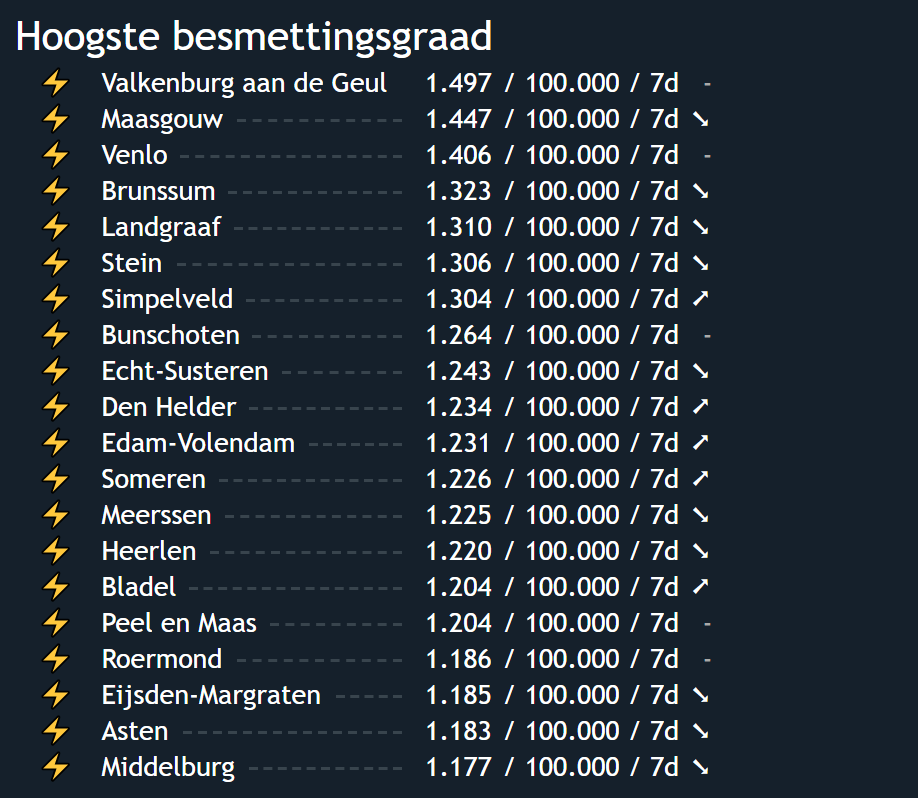 Hoogste besmettingsgraad
⚡ Valkenburg aan de Geul 1.497 / 100.000 / 7d -
⚡ Maasgouw ------------ 1.447 / 100.000 / 7d ➘
⚡ Venlo ---------------- 1.406 / 100.000 / 7d -
⚡ Brunssum ------------ 1.323 / 100.000 / 7d ➘
⚡ Landgraaf ------------ 1.310 / 100.000 / 7d ➘
⚡ Stein ---------------- 1.306 / 100.000 / 7d ➘
⚡ Simpelveld ----------- 1.304 / 100.000 / 7d ➚
⚡ Bunschoten ----------- 1.264 / 100.000 / 7d -
⚡ Echt-Susteren --------- 1.243 / 100.000 / 7d ➘
⚡ Den Helder ----------- 1.234 / 100.000 / 7d ➚
⚡ Edam-Volendam ------- 1.231 / 100.000 / 7d ➚
⚡ Someren ------------- 1.226 / 100.000 / 7d ➚
⚡ Meerssen ------------- 1.225 / 100.000 / 7d ➘
⚡ Heerlen -------------- 1.220 / 100.000 / 7d ➘
⚡ Bladel --------------- 1.204 / 100.000 / 7d ➚
⚡ Peel en Maas ---------- 1.204 / 100.000 / 7d -
⚡ Roermond ------------ 1.186 / 100.000 / 7d -
⚡ Eijsden-Margraten ----- 1.185 / 100.000 / 7d ➘
⚡ Asten ---------------- 1.183 / 100.000 / 7d ➘
⚡ Middelburg ----------- 1.177 / 100.000 / 7d ➘